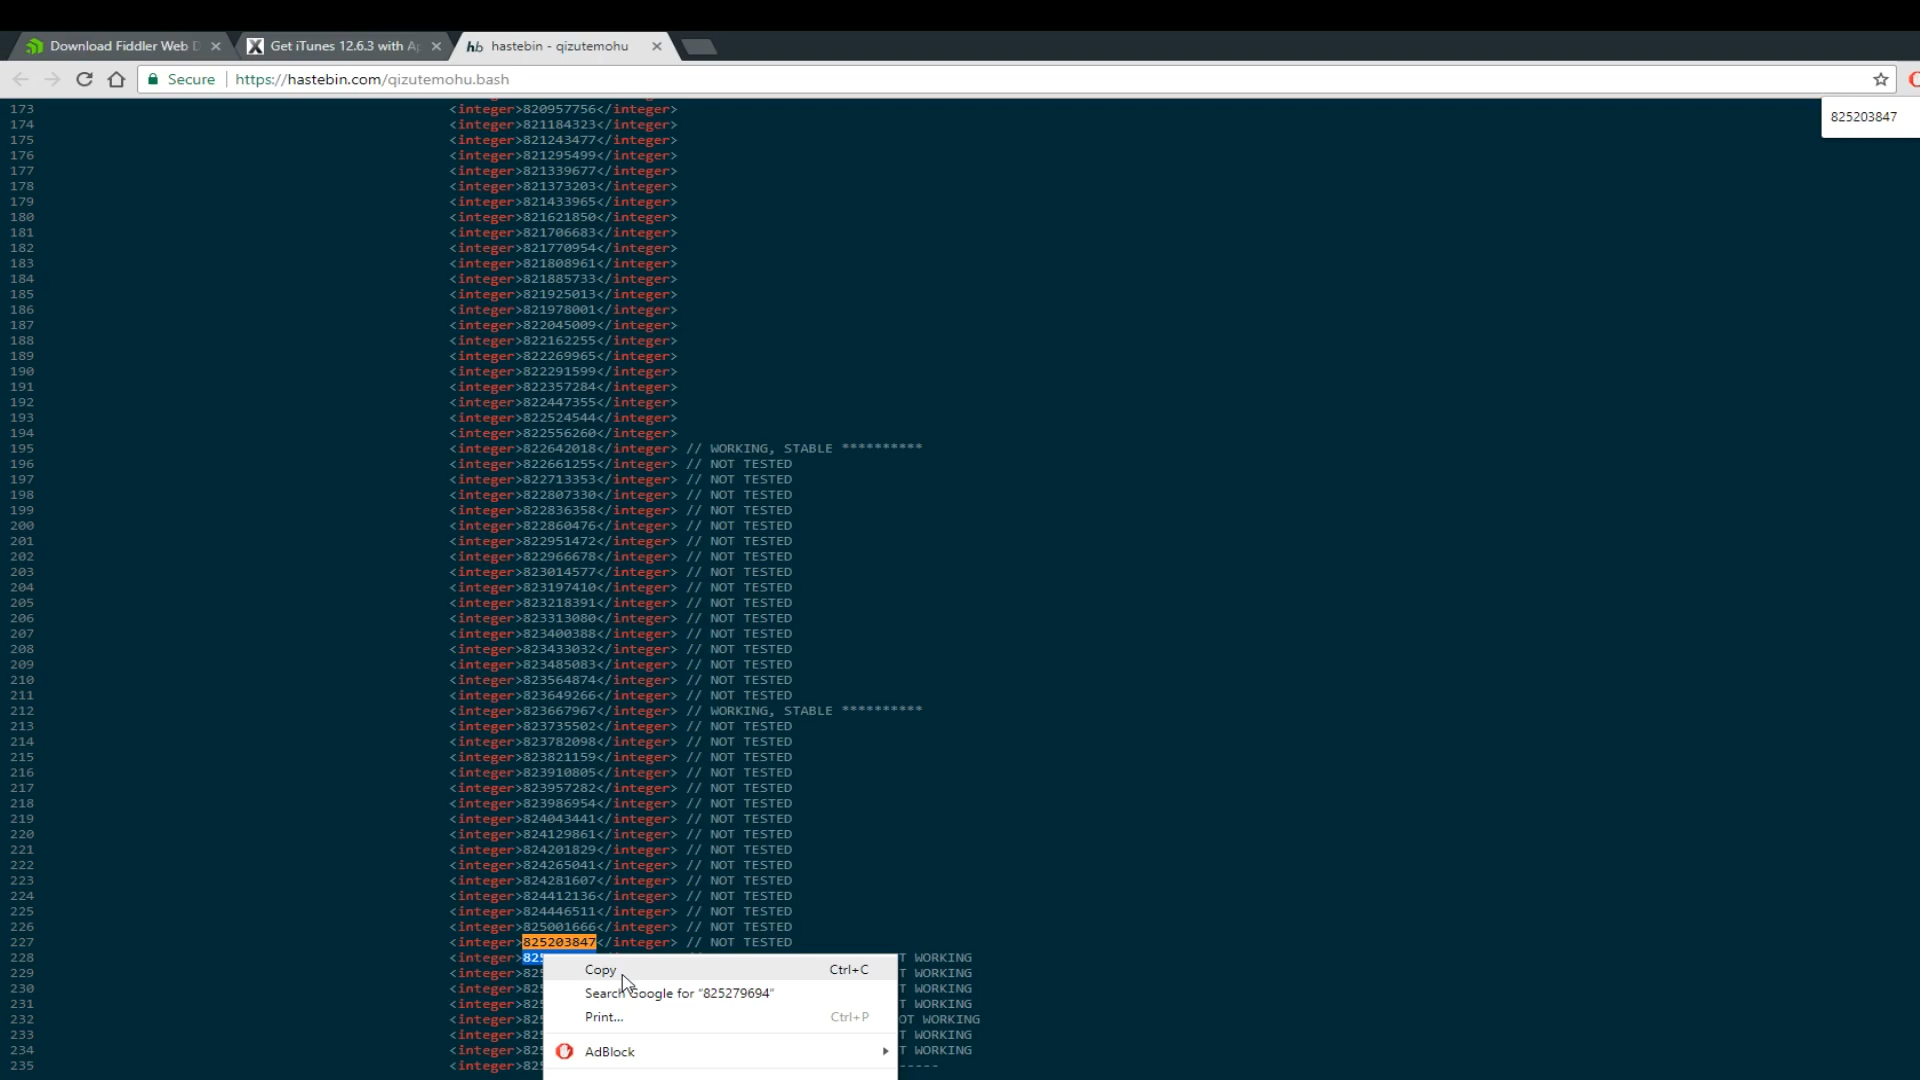 Download Fiddler Web D
Get iTunes 12.6.3 with Ap
hb hastebin - qizutemohu
Secure https://hastebin.com/qizutemohu.bash
825203847
173 <integer>820957756</integer>
174 <integer>821184323</integer>
175 <integer>821243477</integer>
176 <integer>821295499</integer>
177 <integer>821339677</integer>
178 <integer>821373203</integer>
179 <integer>821433965</integer>
180 <integer>821621850</integer>
181 <integer>821706683</integer>
182 <integer>821770954</integer>
183 <integer>821808961</integer>
184 <integer>821885733</integer>
185 <integer>821925013</integer>
186 <integer>821978001</integer>
187 <integer>822045009</integer>
188 <integer>822162255</integer>
189 <integer>822269965</integer>
190 <integer>822291599</integer>
191 <integer>822357284</integer>
192 <integer>822447355</integer>
193 <integer>822524544</integer>
194 <integer>822556260</integer>
195 <integer>822642018</integer> // WORKING, STABLE **********
196 <integer>822661255</integer> // NOT TESTED
197 <integer>822713353</integer> // NOT TESTED
198 <integer>822807330</integer> // NOT TESTED
199 <integer>822836358</integer> // NOT TESTED
200 <integer>822860476</integer> // NOT TESTED
201 <integer>822951472</integer> // NOT TESTED
202 <integer>822966678</integer> // NOT TESTED
203 <integer>823014577</integer> // NOT TESTED
204 <integer>823197410</integer> // NOT TESTED
205 <integer>823218391</integer> // NOT TESTED
206 <integer>823313080</integer> // NOT TESTED
207 <integer>823400388</integer> // NOT TESTED
208 <integer>823433032</integer> // NOT TESTED
209 <integer>823485083</integer> // NOT TESTED
210 <integer>823564874</integer> // NOT TESTED
211 <integer>823649266</integer> // NOT TESTED
212 <integer>823667967</integer> // WORKING, STABLE **********
213 <integer>823735502</integer> // NOT TESTED
214 <integer>823782098</integer> // NOT TESTED
215 <integer>823821159</integer> // NOT TESTED
216 <integer>823910805</integer> // NOT TESTED
217 <integer>823957282</integer> // NOT TESTED
218 <integer>823986954</integer> // NOT TESTED
219 <integer>824043441</integer> // NOT TESTED
220 <integer>824129861</integer> // NOT TESTED
221 <integer>824201829</integer> // NOT TESTED
222 <integer>824265041</integer> // NOT TESTED
223 <integer>824281607</integer> // NOT TESTED
224 <integer>824412136</integer> // NOT TESTED
225 <integer>824446511</integer> // NOT TESTED
226 <integer>825001666</integer> // NOT TESTED
227 <integer>825203847</integer> // NOT TESTED
228 <integer>825 T WORKING
229 <integer>825 T WORKING
230 <integer>825 T WORKING
231 <integer>825 T WORKING
232 <integer>825 OT WORKING
233 <integer>825 T WORKING
234 <integer>825 T WORKING
235 <integer>825 -----
Copy Ctrl+C
Search Google for "825279694"
Print... Ctrl+P
AdBlock